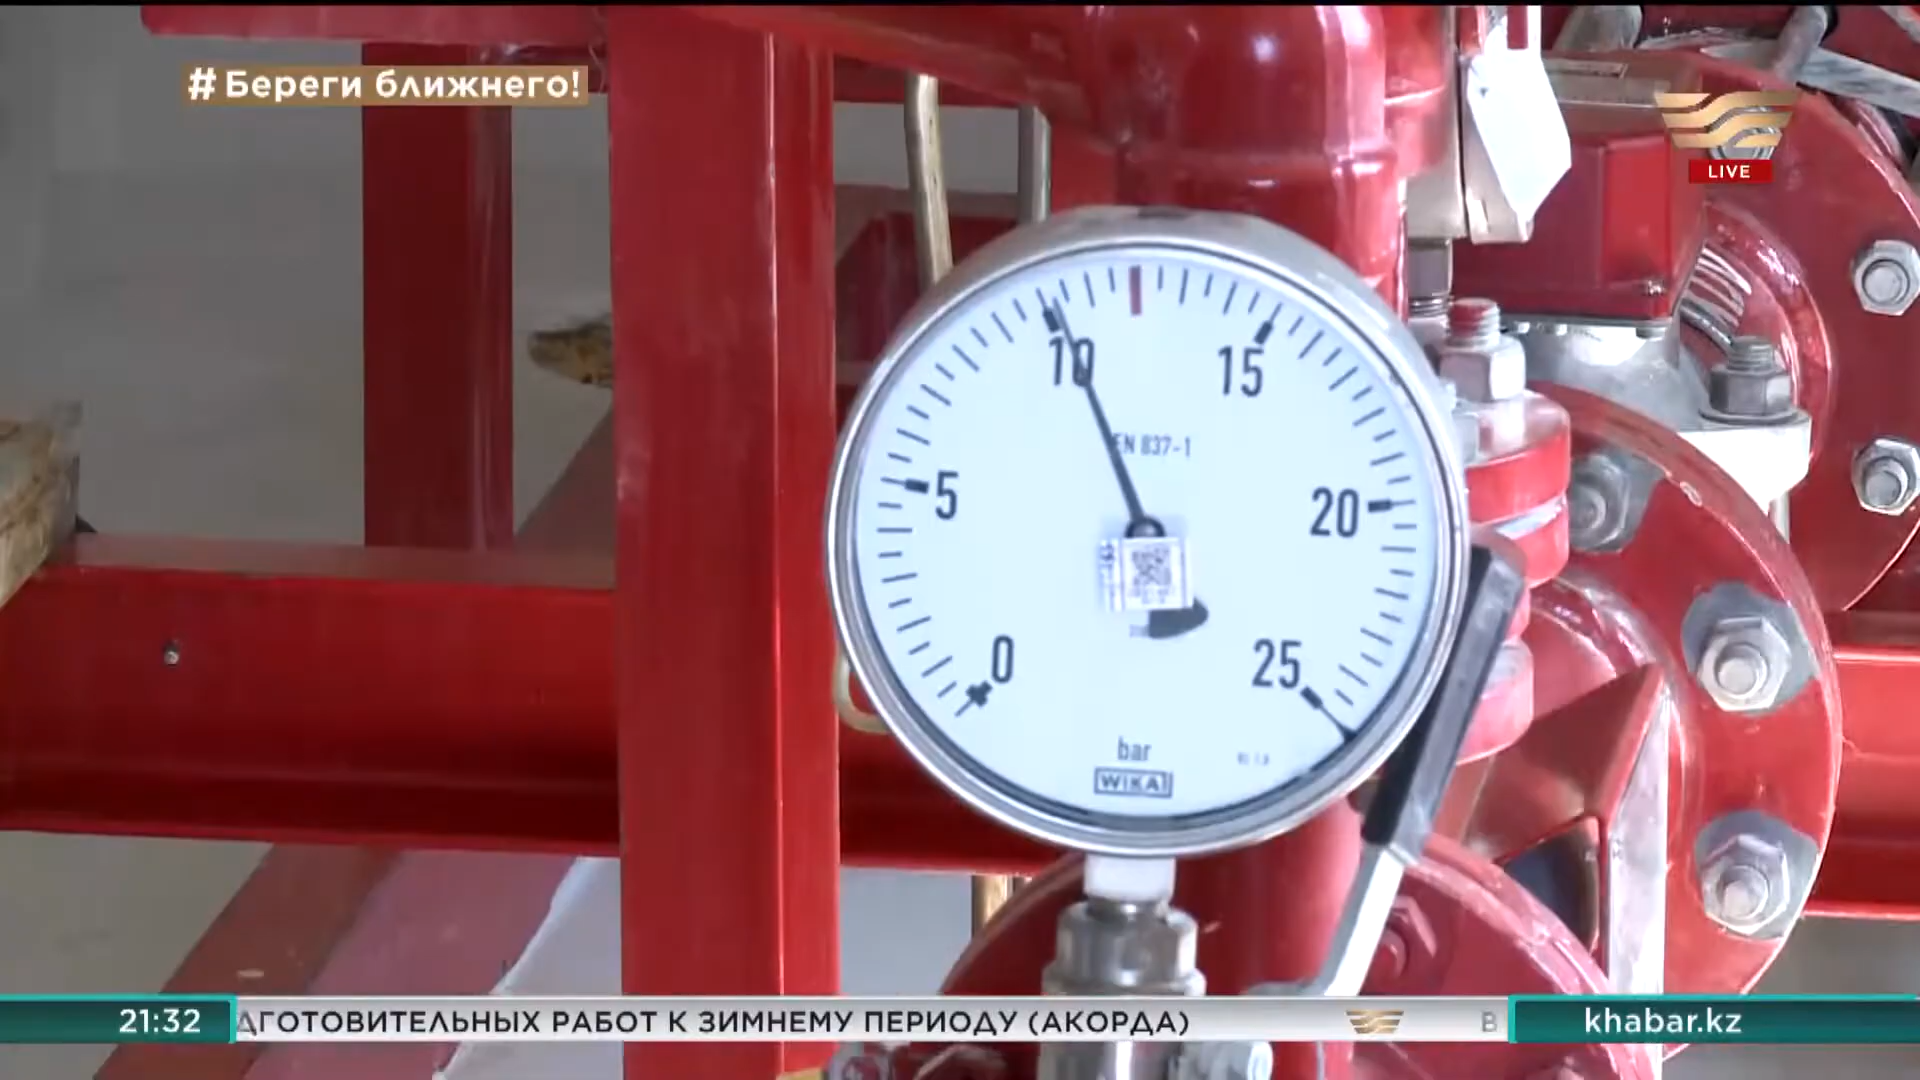 #Береги ближнего!
LIVE
10
15
EN 837-1
5
20
0
25
bar
WIKA
21:32
ДГОТОВИТЕЛЬНЫХ РАБОТ К ЗИМНЕМУ ПЕРИОДУ (АКОРДА)
В
khabar.kz